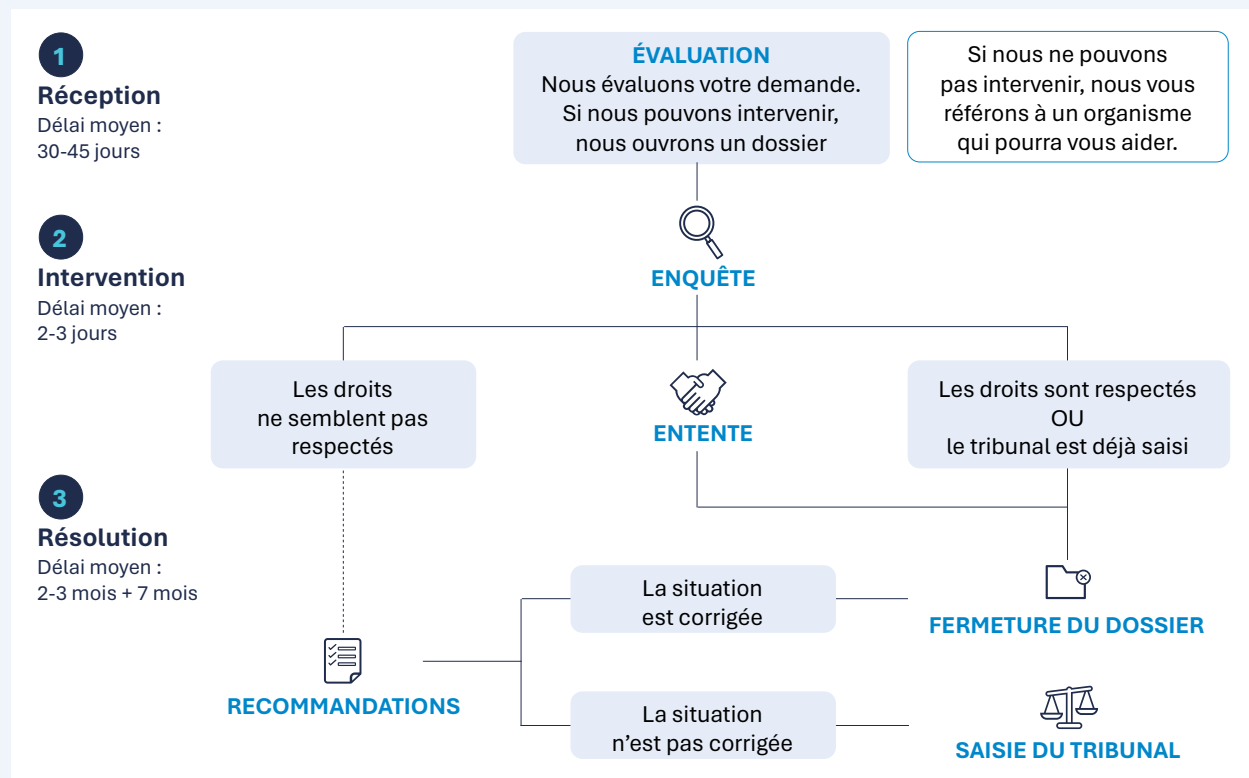 1
Réception
Délai moyen :
30-45 jours
ÉVALUATION
Nous évaluons votre demande.
Si nous pouvons intervenir,
nous ouvrons un dossier
Si nous ne pouvons
pas intervenir, nous vous
référons à un organisme
qui pourra vous aider.
2
Intervention
Délai moyen :
2-3 jours
ENQUÊTE
Les droits
ne semblent pas
respectés
ENTENTE
Les droits sont respectés
OU
le tribunal est déjà saisi
3
Résolution
Délai moyen :
2-3 mois + 7 mois
La situation
est corrigée
FERMETURE DU DOSSIER
RECOMMANDATIONS
La situation
n’est pas corrigée
SAISIE DU TRIBUNAL